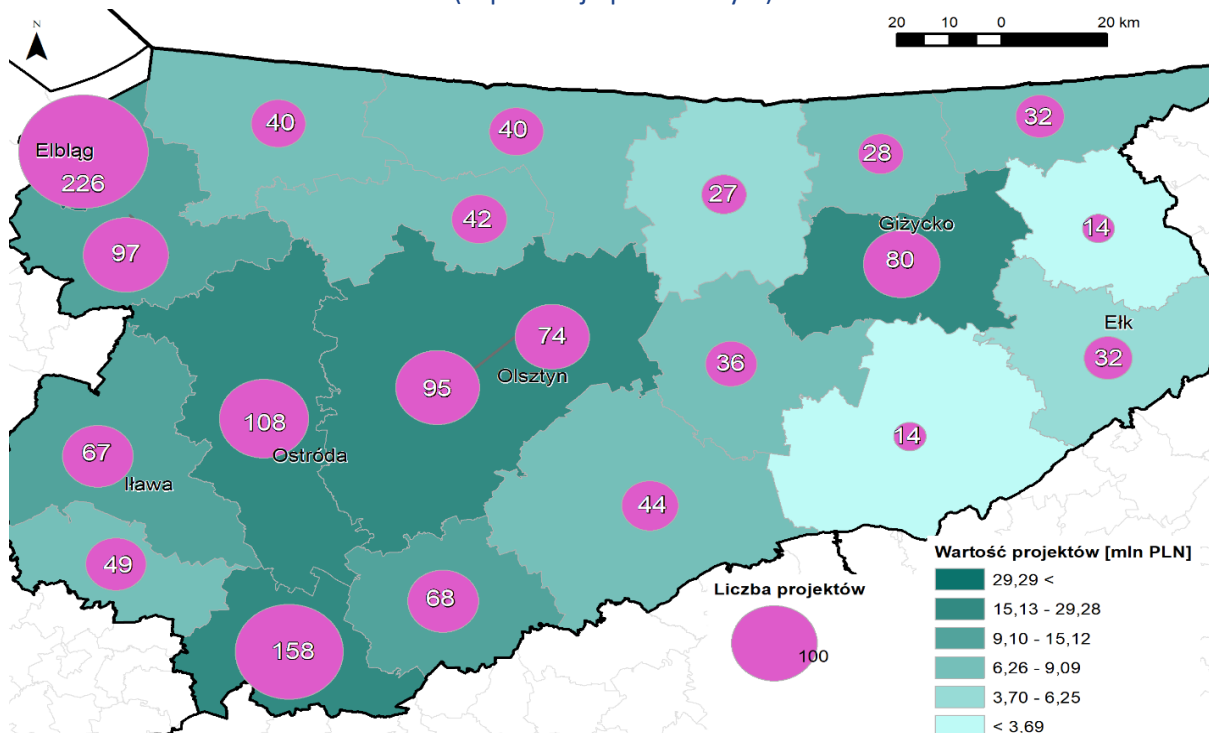 N
20 10 0 20 km
40
40
32
28
Elbląg
226
27
42
14
Giżycko
97
80
Ełk
74
32
36
Olsztyn
95
108
14
Ostróda
67
Iława
44
49
68
158
Wartość projektów [mln PLN]
29,29 <
15,13 - 29,28
9,10 - 15,12
6,26 - 9,09
3,70 - 6,25
< 3,69
Liczba projektów
100